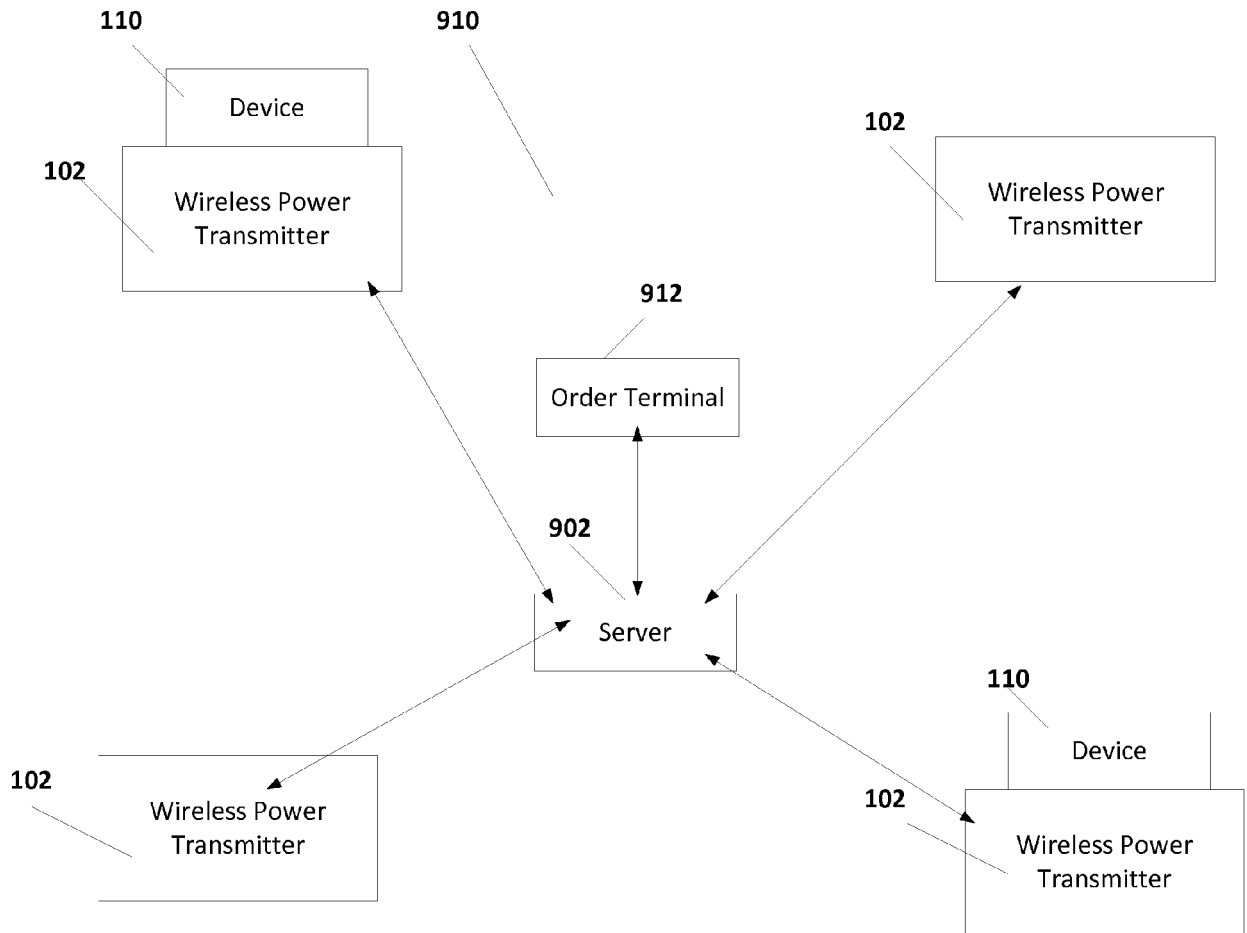 110
910
Device
102
102
Wireless Power
Transmitter
Wireless Power
Transmitter
912
Order Terminal
902
Server
110
Device
102
102
Wireless Power
Transmitter
Wireless Power
Transmitter